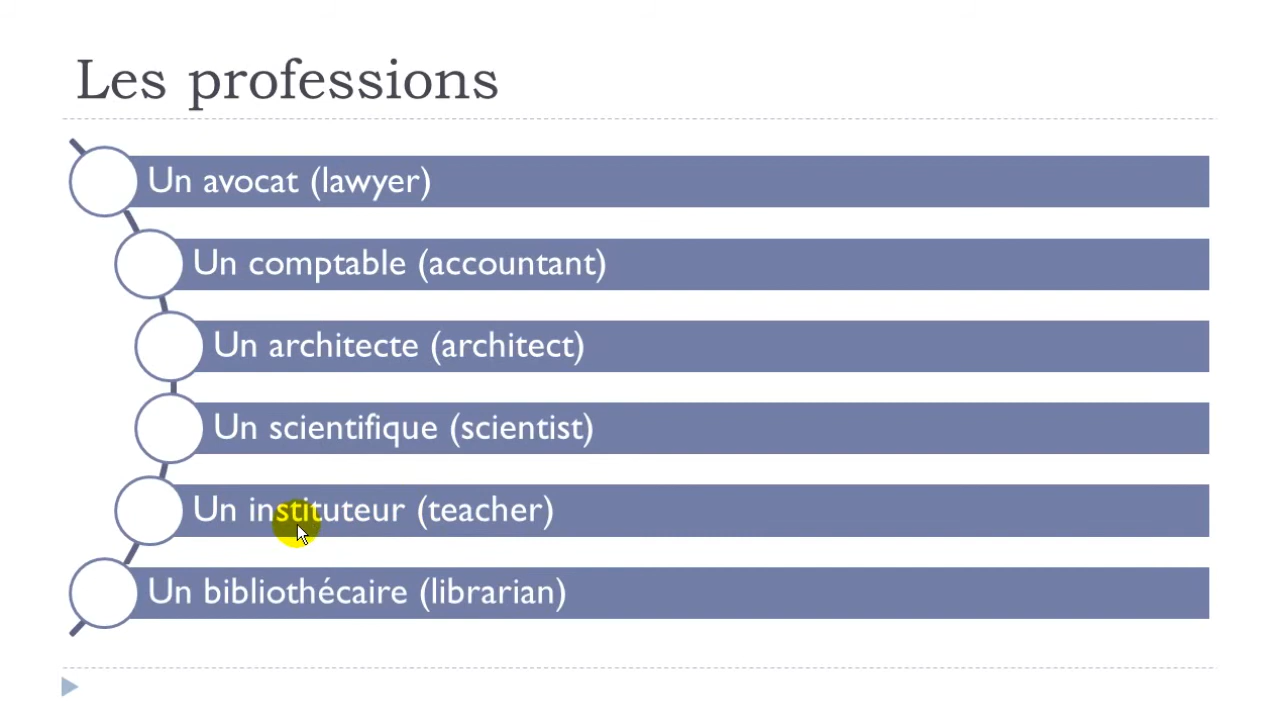 Les professions
Un avocat (lawyer)
Un comptable (accountant)
Un architecte (architect)
Un scientifique (scientist)
Un instituteur (teacher)
Un bibliothécaire (librarian)